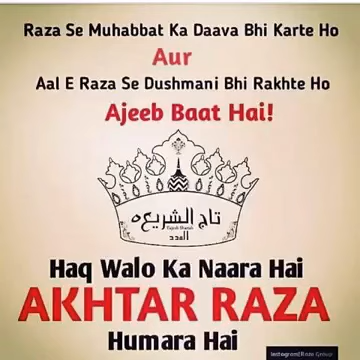 Raza Se Muhabbat Ka Daava Bhi Karte Ho
Aur
Aal E Raza Se Dushmani Bhi Rakhte Ho
Ajeeb Baat Hai!
تاج الشریعہ
المدد
Haq Walo Ka Naara Hai
AKHTAR RAZA
Humara Hai